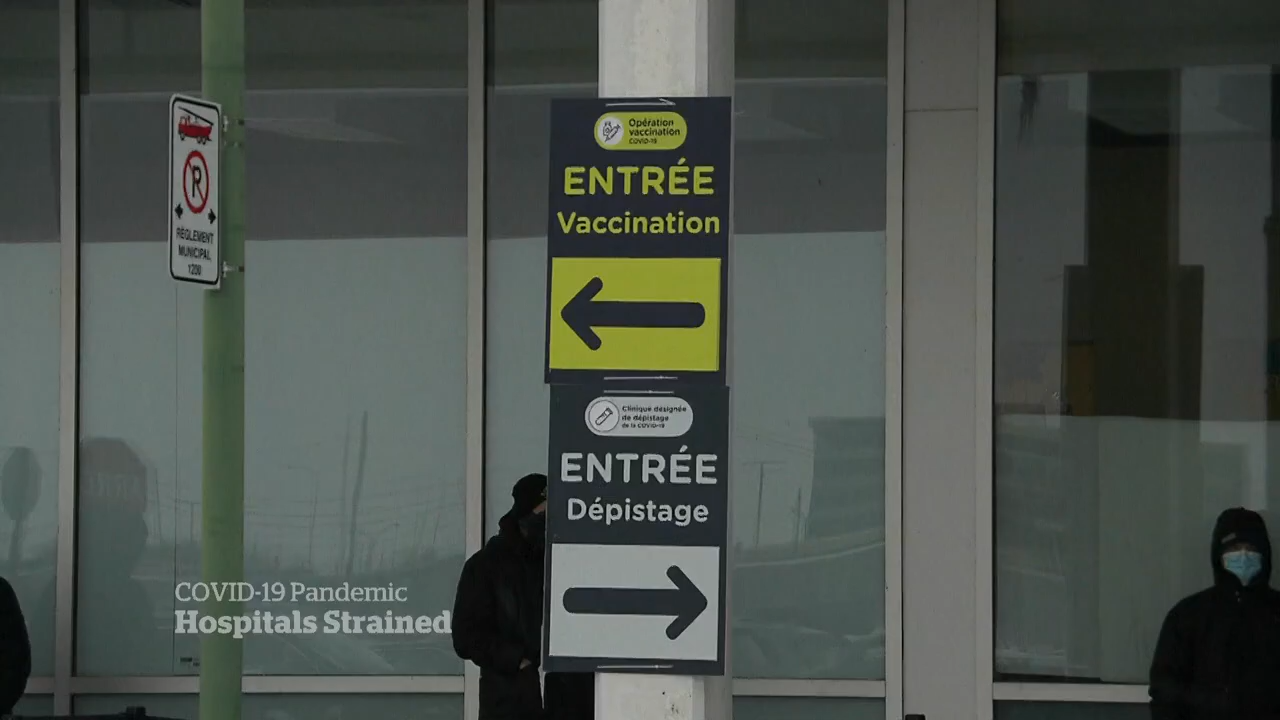 Opération
vaccination
COVID-19
ENTRÉE
Vaccination
Clinique désignée
de dépistage
de la COVID-19
ENTRÉE
Dépistage
P
RÈGLEMENT
MUNICIPAL
1200
COVID-19 Pandemic
Hospitals Strained